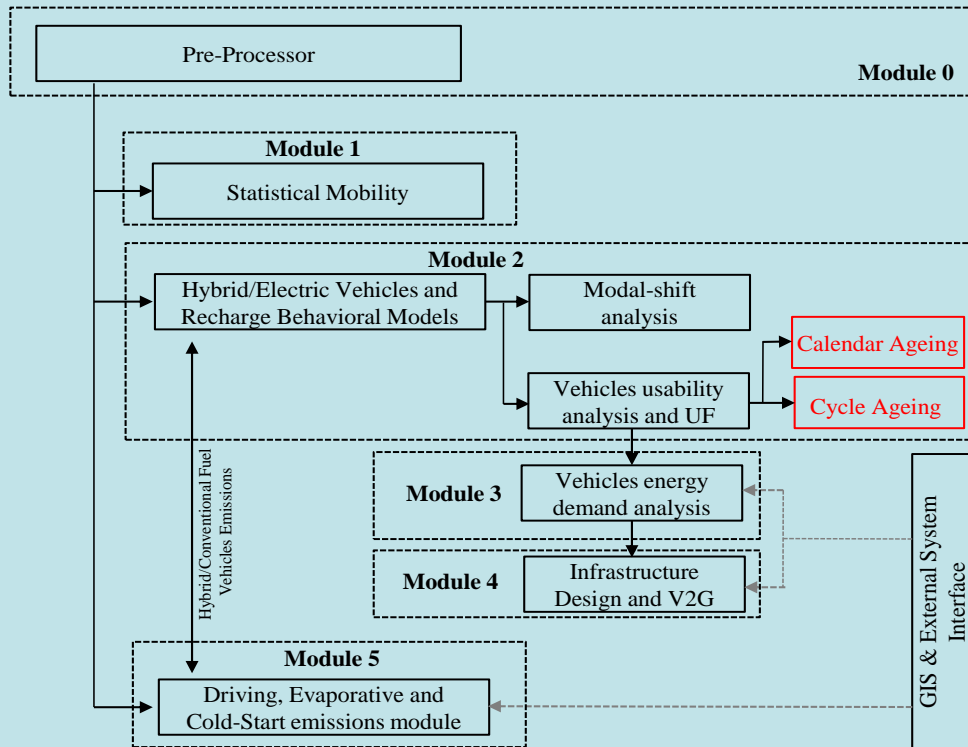 Pre-Processor
Module 0
Module 1
Statistical Mobility
Module 2
Hybrid/Electric Vehicles and
Recharge Behavioral Models
Modal-shift
analysis
Calendar Ageing
Vehicles usability
analysis and UF
Cycle Ageing
Hybrid/Conventional Fuel
Vehicles Emissions
Module 3
Vehicles energy
demand analysis
Module 4
Infrastructure
Design and V2G
GIS & External System
Interface
Module 5
Driving, Evaporative and
Cold-Start emissions module